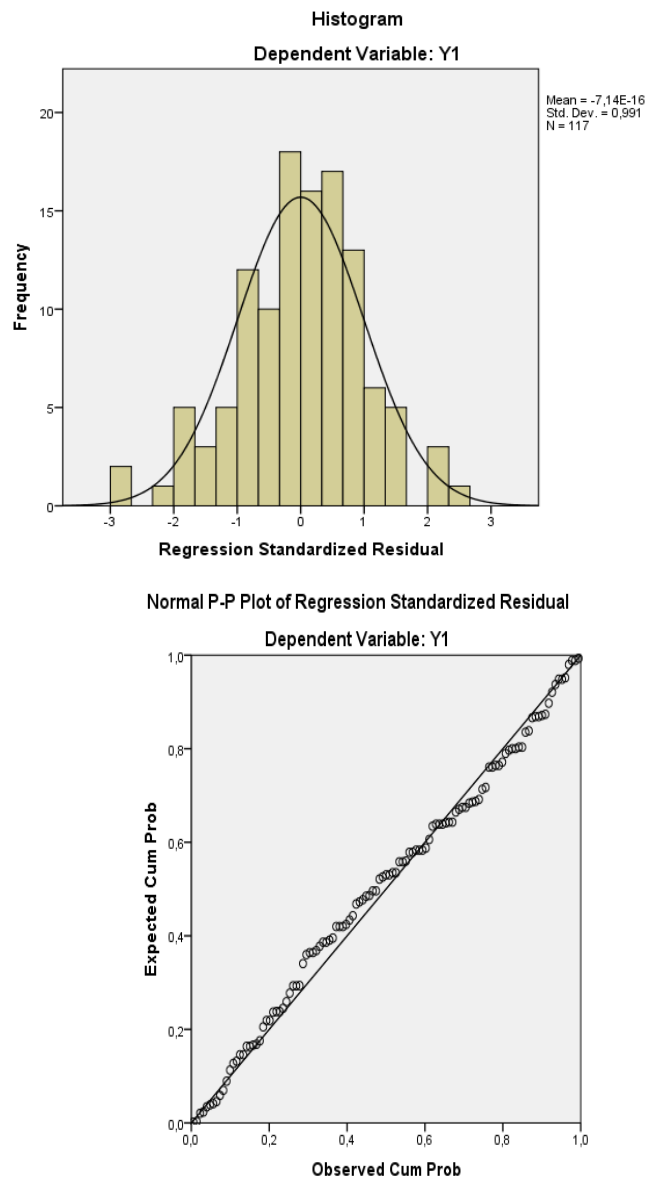 Histogram
Dependent Variable: Y1
Mean = -7,14E-16
Std. Dev. = 0,991
N = 117
20
15
10
5
0
Frequency
-3 -2 -1 0 1 2 3
Regression Standardized Residual
Normal P-P Plot of Regression Standardized Residual
Dependent Variable: Y1
1,0
0,8
0,6
0,4
0,2
0,0
Expected Cum Prob
0,0 0,2 0,4 0,6 0,8 1,0
Observed Cum Prob